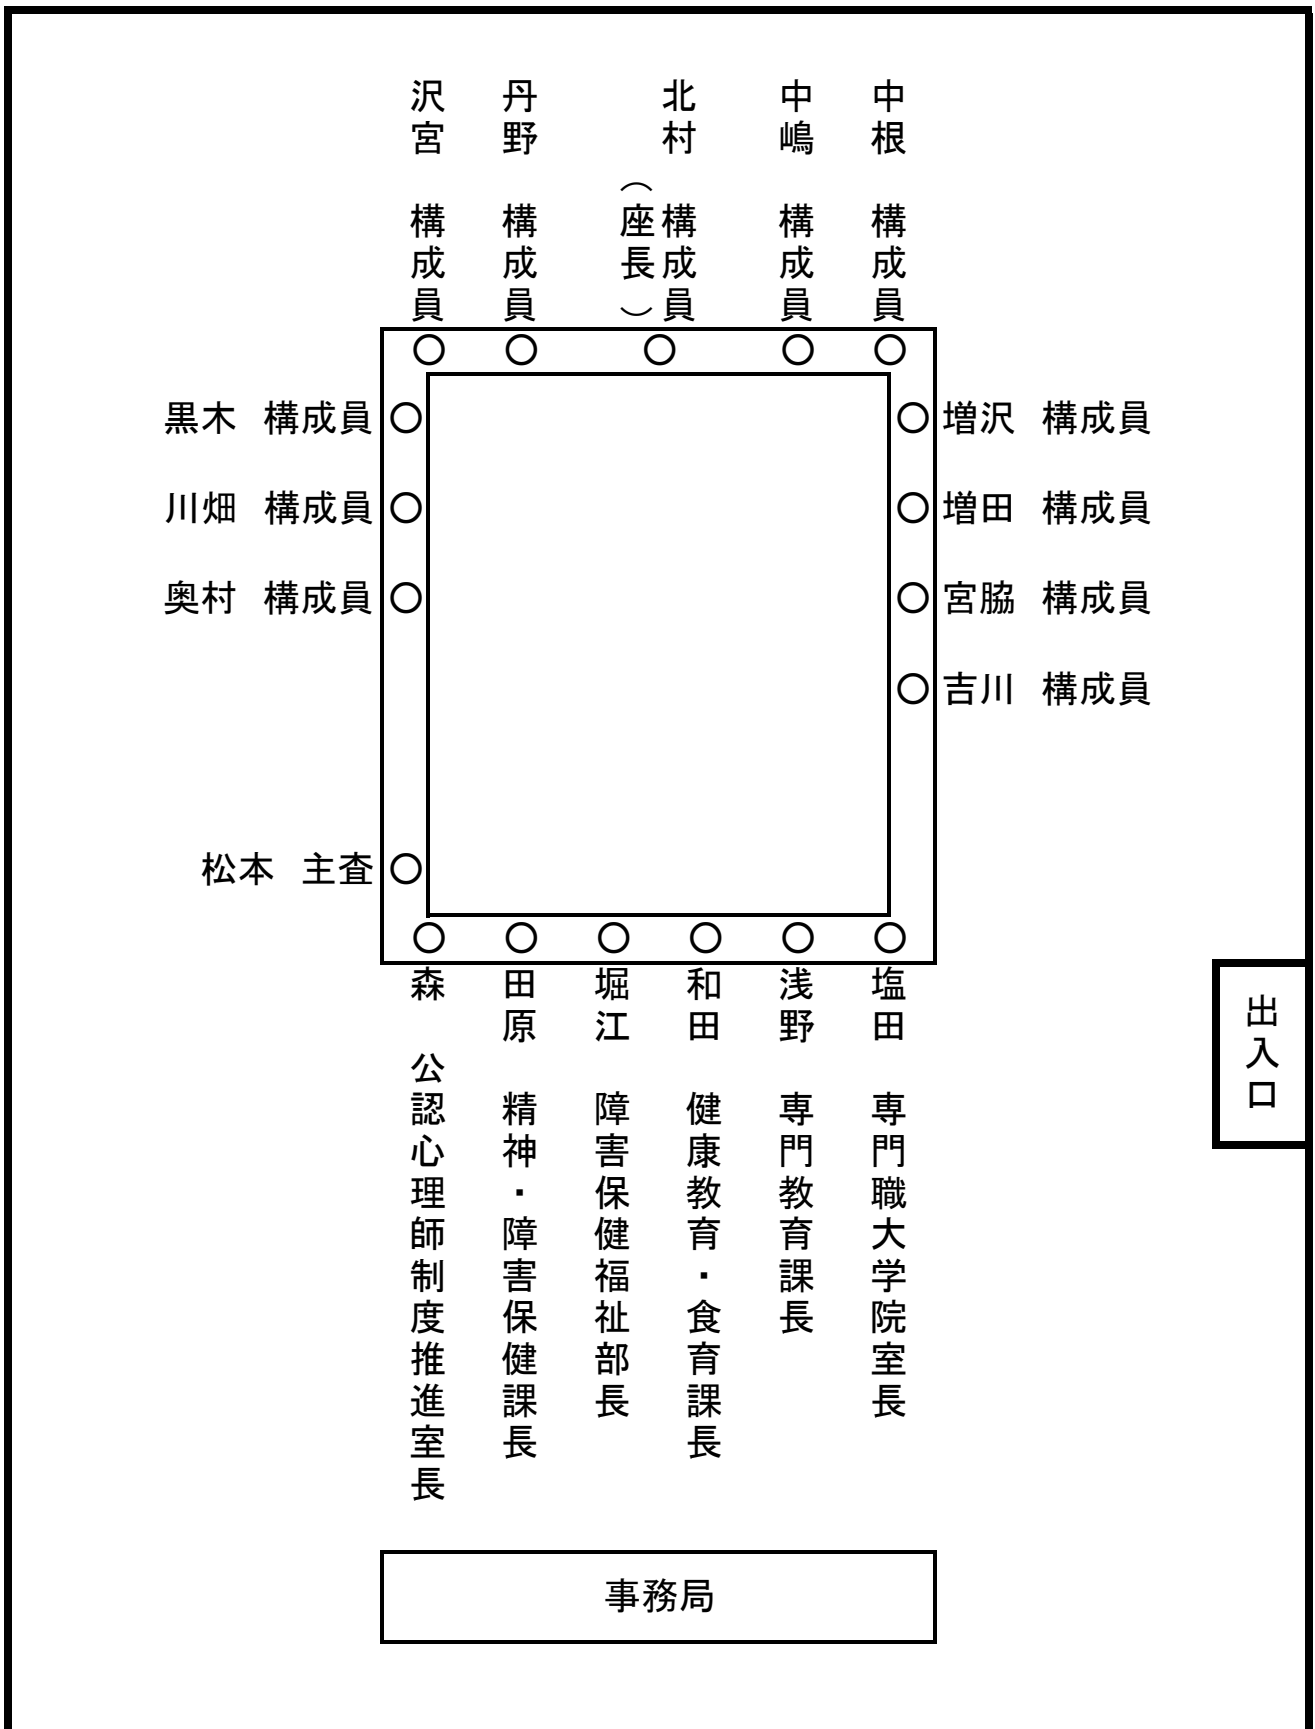 沢宮　構成員
丹野　構成員
北村　構成員
（座長）
中嶋　構成員
中根　構成員
黒木　構成員
川畑　構成員
奥村　構成員
松本　主査
増沢　構成員
増田　構成員
宮脇　構成員
吉川　構成員
森　公認心理師制度推進室長
田原　精神・障害保健課長
堀江　障害保健福祉部長
和田　健康教育・食育課長
浅野　専門教育課長
塩田　専門職大学院室長
出入口
事務局